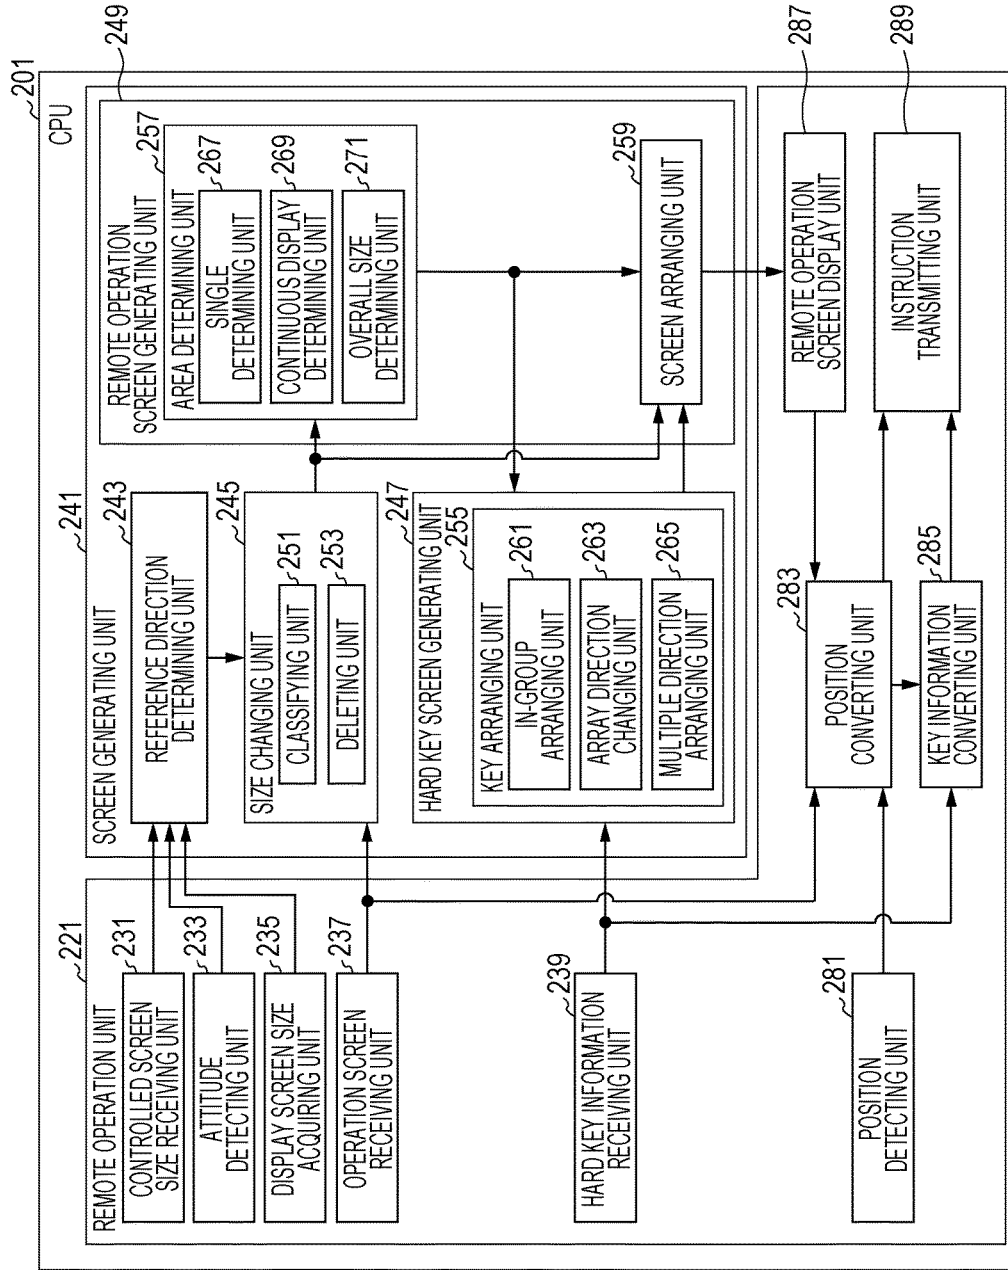 201
CPU
221
REMOTE OPERATION UNIT
231
CONTROLLED SCREEN
SIZE RECEIVING UNIT
233
ATTITUDE
DETECTING UNIT
235
DISPLAY SCREEN SIZE
ACQUIRING UNIT
237
OPERATION SCREEN
RECEIVING UNIT
239
HARD KEY INFORMATION
RECEIVING UNIT
281
POSITION
DETECTING UNIT
241
SCREEN GENERATING UNIT
243
REFERENCE DIRECTION
DETERMINING UNIT
245
SIZE CHANGING UNIT
251
CLASSIFYING UNIT
253
DELETING UNIT
247
HARD KEY SCREEN GENERATING UNIT
255
KEY ARRANGING UNIT
261
IN-GROUP
ARRANGING UNIT
263
ARRAY DIRECTION
CHANGING UNIT
265
MULTIPLE DIRECTION
ARRANGING UNIT
249
REMOTE OPERATION
SCREEN GENERATING UNIT
257
AREA DETERMINING UNIT
267
SINGLE
DETERMINING UNIT
269
CONTINUOUS DISPLAY
DETERMINING UNIT
271
OVERALL SIZE
DETERMINING UNIT
259
SCREEN ARRANGING UNIT
283
POSITION
CONVERTING UNIT
285
KEY INFORMATION
CONVERTING UNIT
287
REMOTE OPERATION
SCREEN DISPLAY UNIT
289
INSTRUCTION
TRANSMITTING UNIT